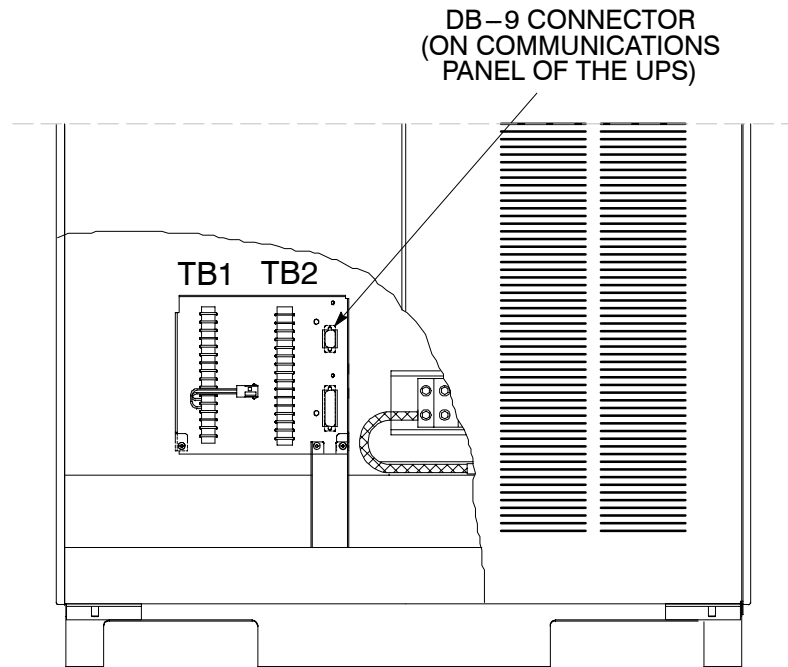 DB–9 CONNECTOR
(ON COMMUNICATIONS
PANEL OF THE UPS)
TB1 TB2